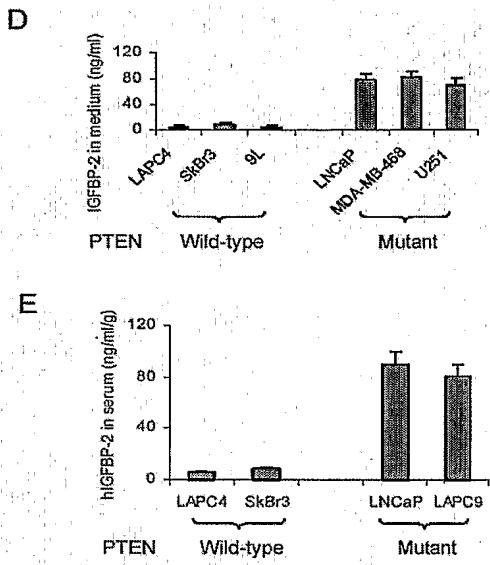 D
IGFBP-2 in medium (ng/ml)
120
80
40
0
LAPC4
SkBr3
9L
LNCaP
MDA-MB-468
U251
PTEN Wild-type Mutant
E
hIGFBP-2 in serum (ng/ml/g)
120
80
40
0
LAPC4 SkBr3 LNCaP LAPC9
PTEN Wild-type Mutant